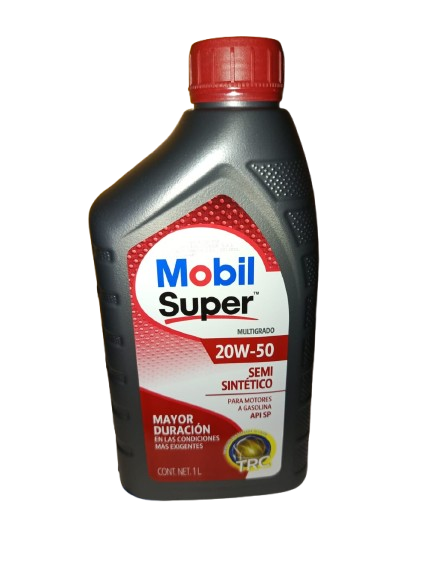 Mobil
Super™
MULTIGRADO
20W-50
SEMI
SINTÉTICO
PARA MOTORES
A GASOLINA
API SP
MAYOR
DURACIÓN
EN LAS CONDICIONES
MÁS EXIGENTES
TRC
CONT. NET. 1 L